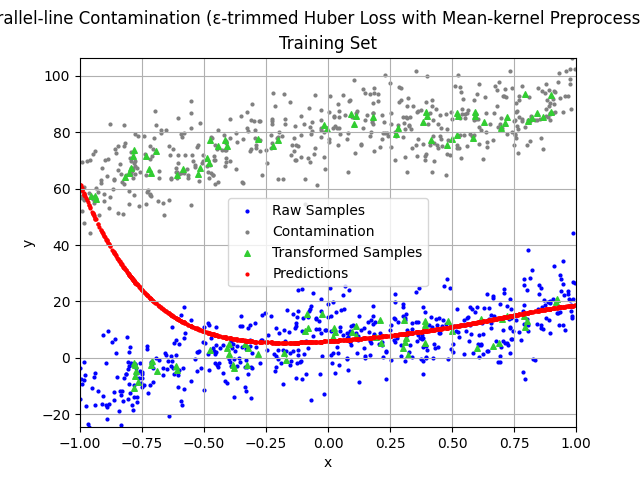 rallel-line Contamination (ε-trimmed Huber Loss with Mean-kernel Preprocess
Training Set
100
80
60
40
20
0
−20
y
Raw Samples
Contamination
Transformed Samples
Predictions
−1.00 −0.75 −0.50 −0.25 0.00 0.25 0.50 0.75 1.00
x